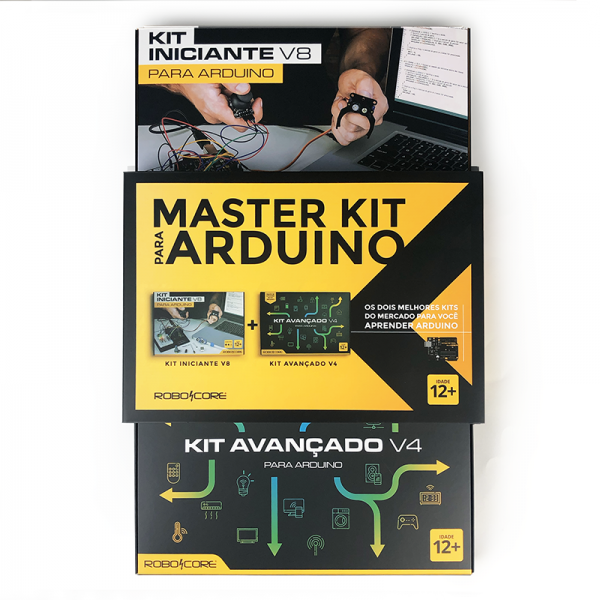 KIT
INICIANTE V8
PARA ARDUINO
MASTER KIT
PARA ARDUINO
KIT
INICIANTE V8
PARA ARDUINO
+
KIT AVANÇADO V4
OS DOIS MELHORES KITS
DO MERCADO PARA VOCÊ
APRENDER ARDUINO
KIT INICIANTE V8
KIT AVANÇADO V4
ROBOCORE
IDADE
12+
KIT AVANÇADO V4
PARA ARDUINO
ROBOCORE
IDADE
12+